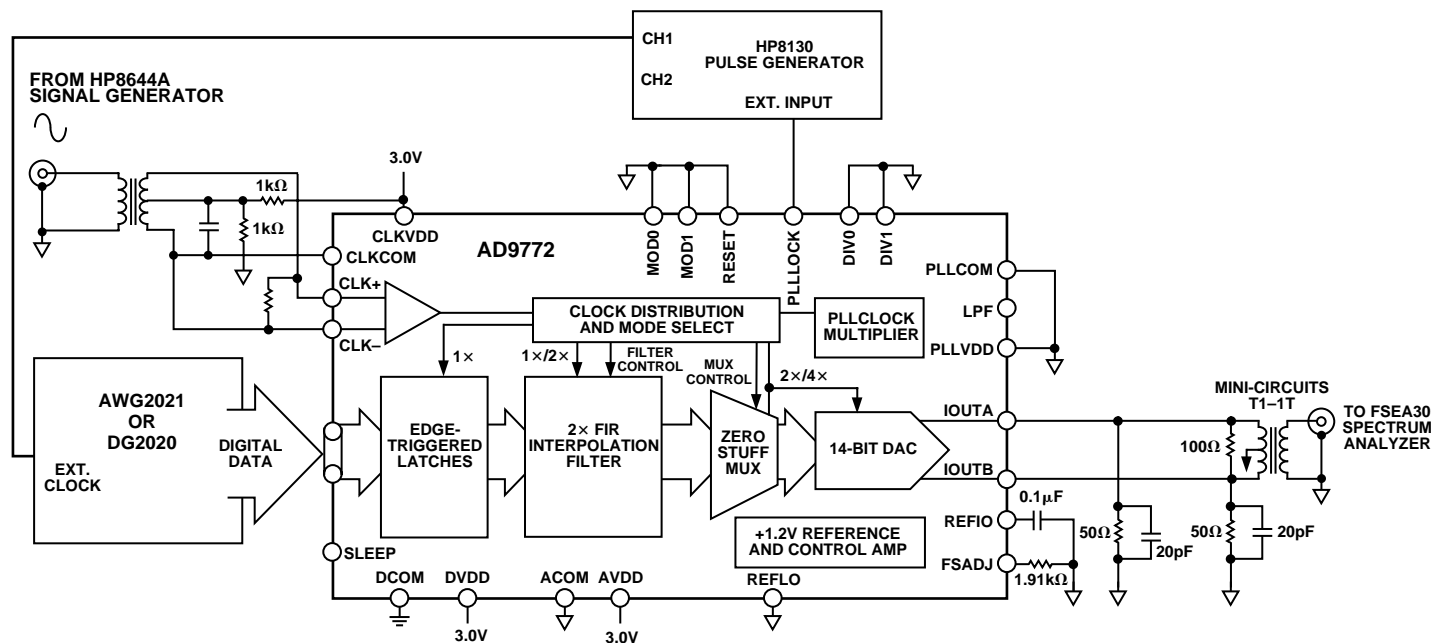 CH1
HP8130
PULSE GENERATOR
CH2
EXT. INPUT
FROM HP8644A
SIGNAL GENERATOR
3.0V
1kΩ
1kΩ
CLKVDD
MOD0
MOD1
RESET
PLLLOCK
DIV0
DIV1
AD9772
CLKCOM
CLK+
CLK–
PLLCOM
LPF
PLLVDD
CLOCK DISTRIBUTION
AND MODE SELECT
PLLCLOCK
MULTIPLIER
1×
1×/2×
FILTER
CONTROL
MUX
CONTROL
2×/4×
AWG2021
OR
DG2020
EXT.
CLOCK
DIGITAL
DATA
EDGE-
TRIGGERED
LATCHES
2× FIR
INTERPOLATION
FILTER
ZERO
STUFF
MUX
14-BIT DAC
IOUTA
IOUTB
MINI-CIRCUITS
T1–1T
100Ω
TO FSEA30
SPECTRUM
ANALYZER
0.1μF
REFIO
50Ω
20pF
50Ω
20pF
+1.2V REFERENCE
AND CONTROL AMP
FSADJ
1.91kΩ
SLEEP
DCOM
DVDD
ACOM
AVDD
REFLO
3.0V
3.0V